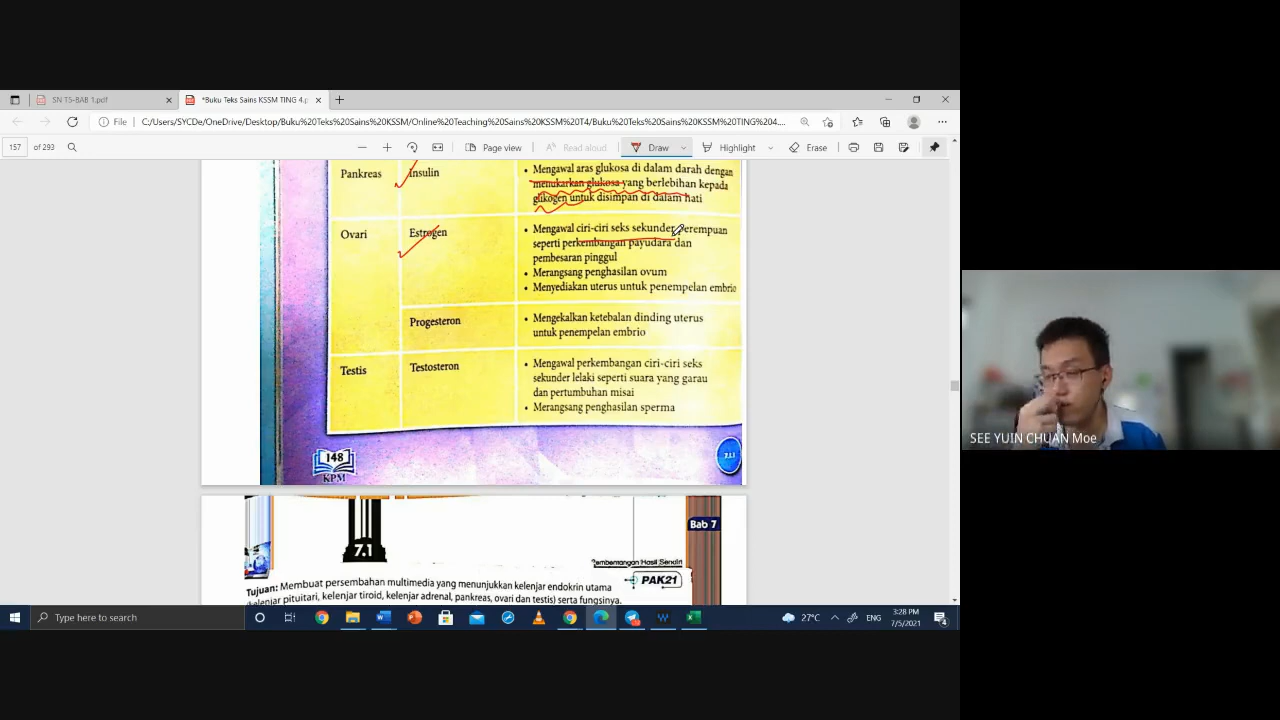 SN T5-BAB 1.pdf
*Buku Teks Sains KSSM TING 4.p
File
C:/Users/SYCDe/OneDrive/Desktop/Buku%20Teks%20Sains%20KSSM/Online%20Teaching%20Sains%20KSSM%20T4/Buku%20Teks%20Sains%20KSSM%20TING%204....
157 of 293
Page view
Read aloud
Draw
Highlight
Erase
Pankreas
Insulin
• Mengawal aras glukosa di dalam darah dengan
menukarkan glukosa yang berlebihan kepada
glikogen untuk disimpan di dalam hati
Ovari
Estrogen
• Mengawal ciri-ciri seks sekunder perempuan
seperti perkembangan payudara dan
pembesaran pinggul
• Merangsang penghasilan ovum
• Menyediakan uterus untuk penempelan embrio
Progesteron
• Mengekalkan ketebalan dinding uterus
untuk penempelan embrio
Testis
Testosteron
• Mengawal perkembangan ciri-ciri seks
sekunder lelaki seperti suara yang garau
dan pertumbuhan misai
• Merangsang penghasilan sperma
148
KPM
7.1.1
7.1
Bab 7
Pembentangan Hasil Sendiri
PAK21
Tujuan: Membuat persembahan multimedia yang menunjukkan kelenjar endokrin utama
(kelenjar pituitari, kelenjar tiroid, kelenjar adrenal, pankreas, ovari dan testis) serta fungsinya.
SEE YUIN CHUAN Moe
Type here to search
27°C
ENG
3:28 PM
7/5/2021
4